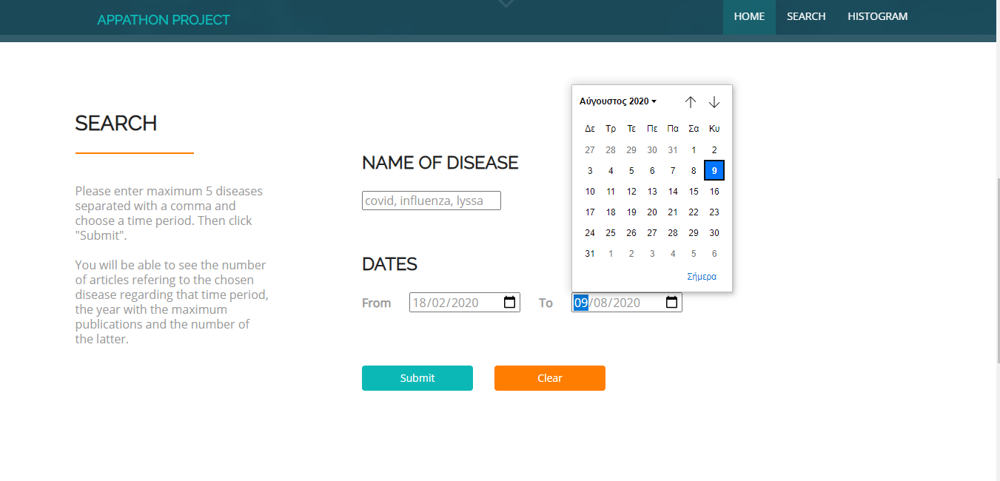 APPATHON PROJECT
HOME SEARCH HISTOGRAM
SEARCH
Please enter maximum 5 diseases
separated with a comma and
choose a time period. Then click
"Submit".
You will be able to see the number
of articles refering to the chosen
disease regarding that time period,
the year with the maximum
publications and the number of
the latter.
NAME OF DISEASE
covid, influenza, lyssa
DATES
From 18/02/2020 To 09/08/2020
Αύγουστος 2020
Δε Τρ Τε Πε Πα Σα Κυ
27 28 29 30 31 1 2
3 4 5 6 7 8 9
10 11 12 13 14 15 16
17 18 19 20 21 22 23
24 25 26 27 28 29 30
31 1 2 3 4 5 6
Σήμερα
Submit Clear